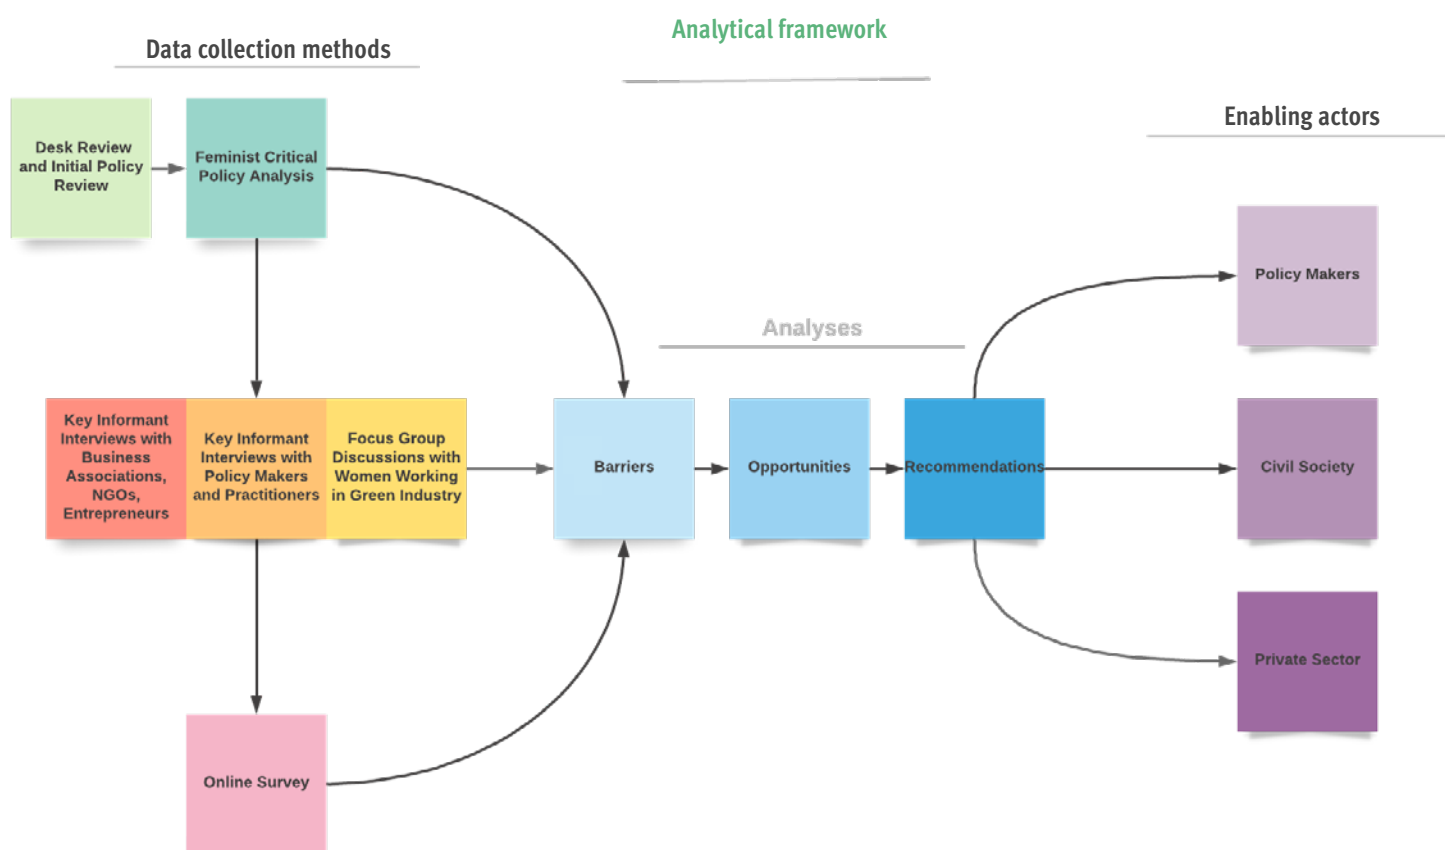 Analytical framework
Data collection methods
Enabling actors
Desk Review
and Initial Policy
Review
Feminist Critical
Policy Analysis
Policy Makers
Analyses
Key Informant
Interviews with
Business
Associations,
NGOs,
Entrepreneurs
Key Informant
Interviews with
Policy Makers
and Practitioners
Focus Group
Discussions with
Women Working
in Green Industry
Barriers
Opportunities
Recommendations
Civil Society
Private Sector
Online Survey